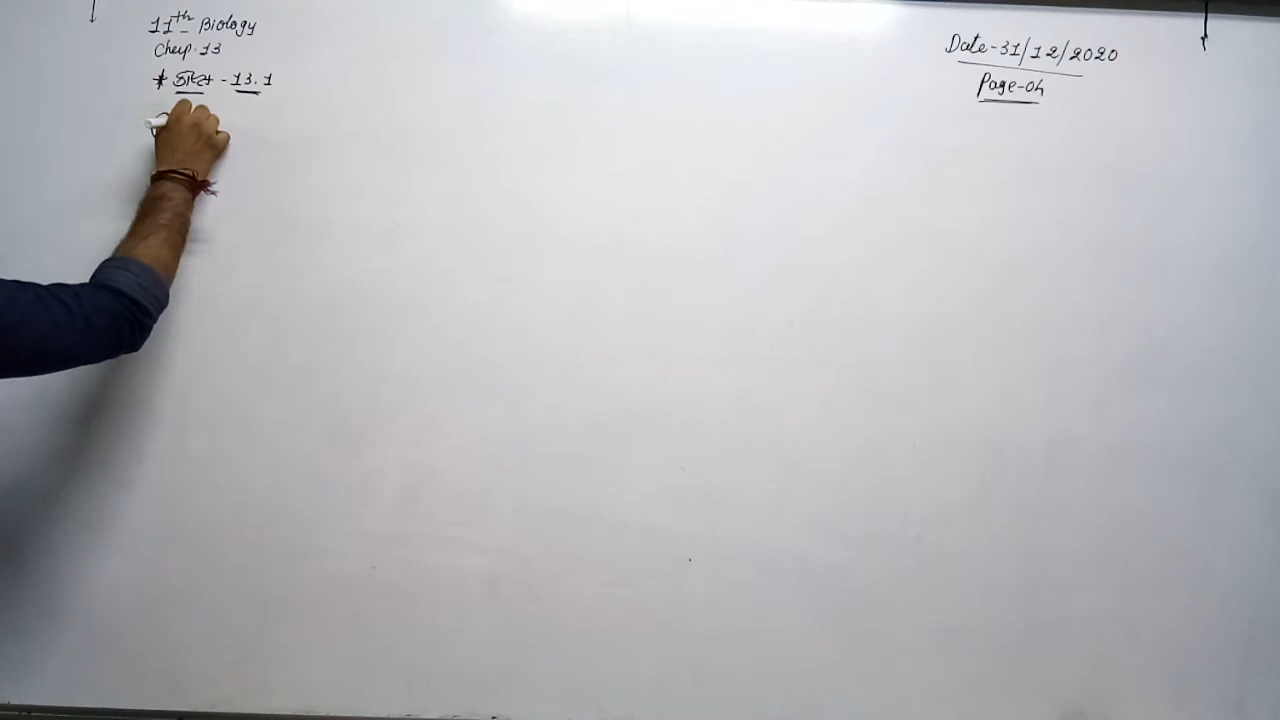 11th Biology
Chap-13
* - 13.1
Date-31/12/2020
Page-04